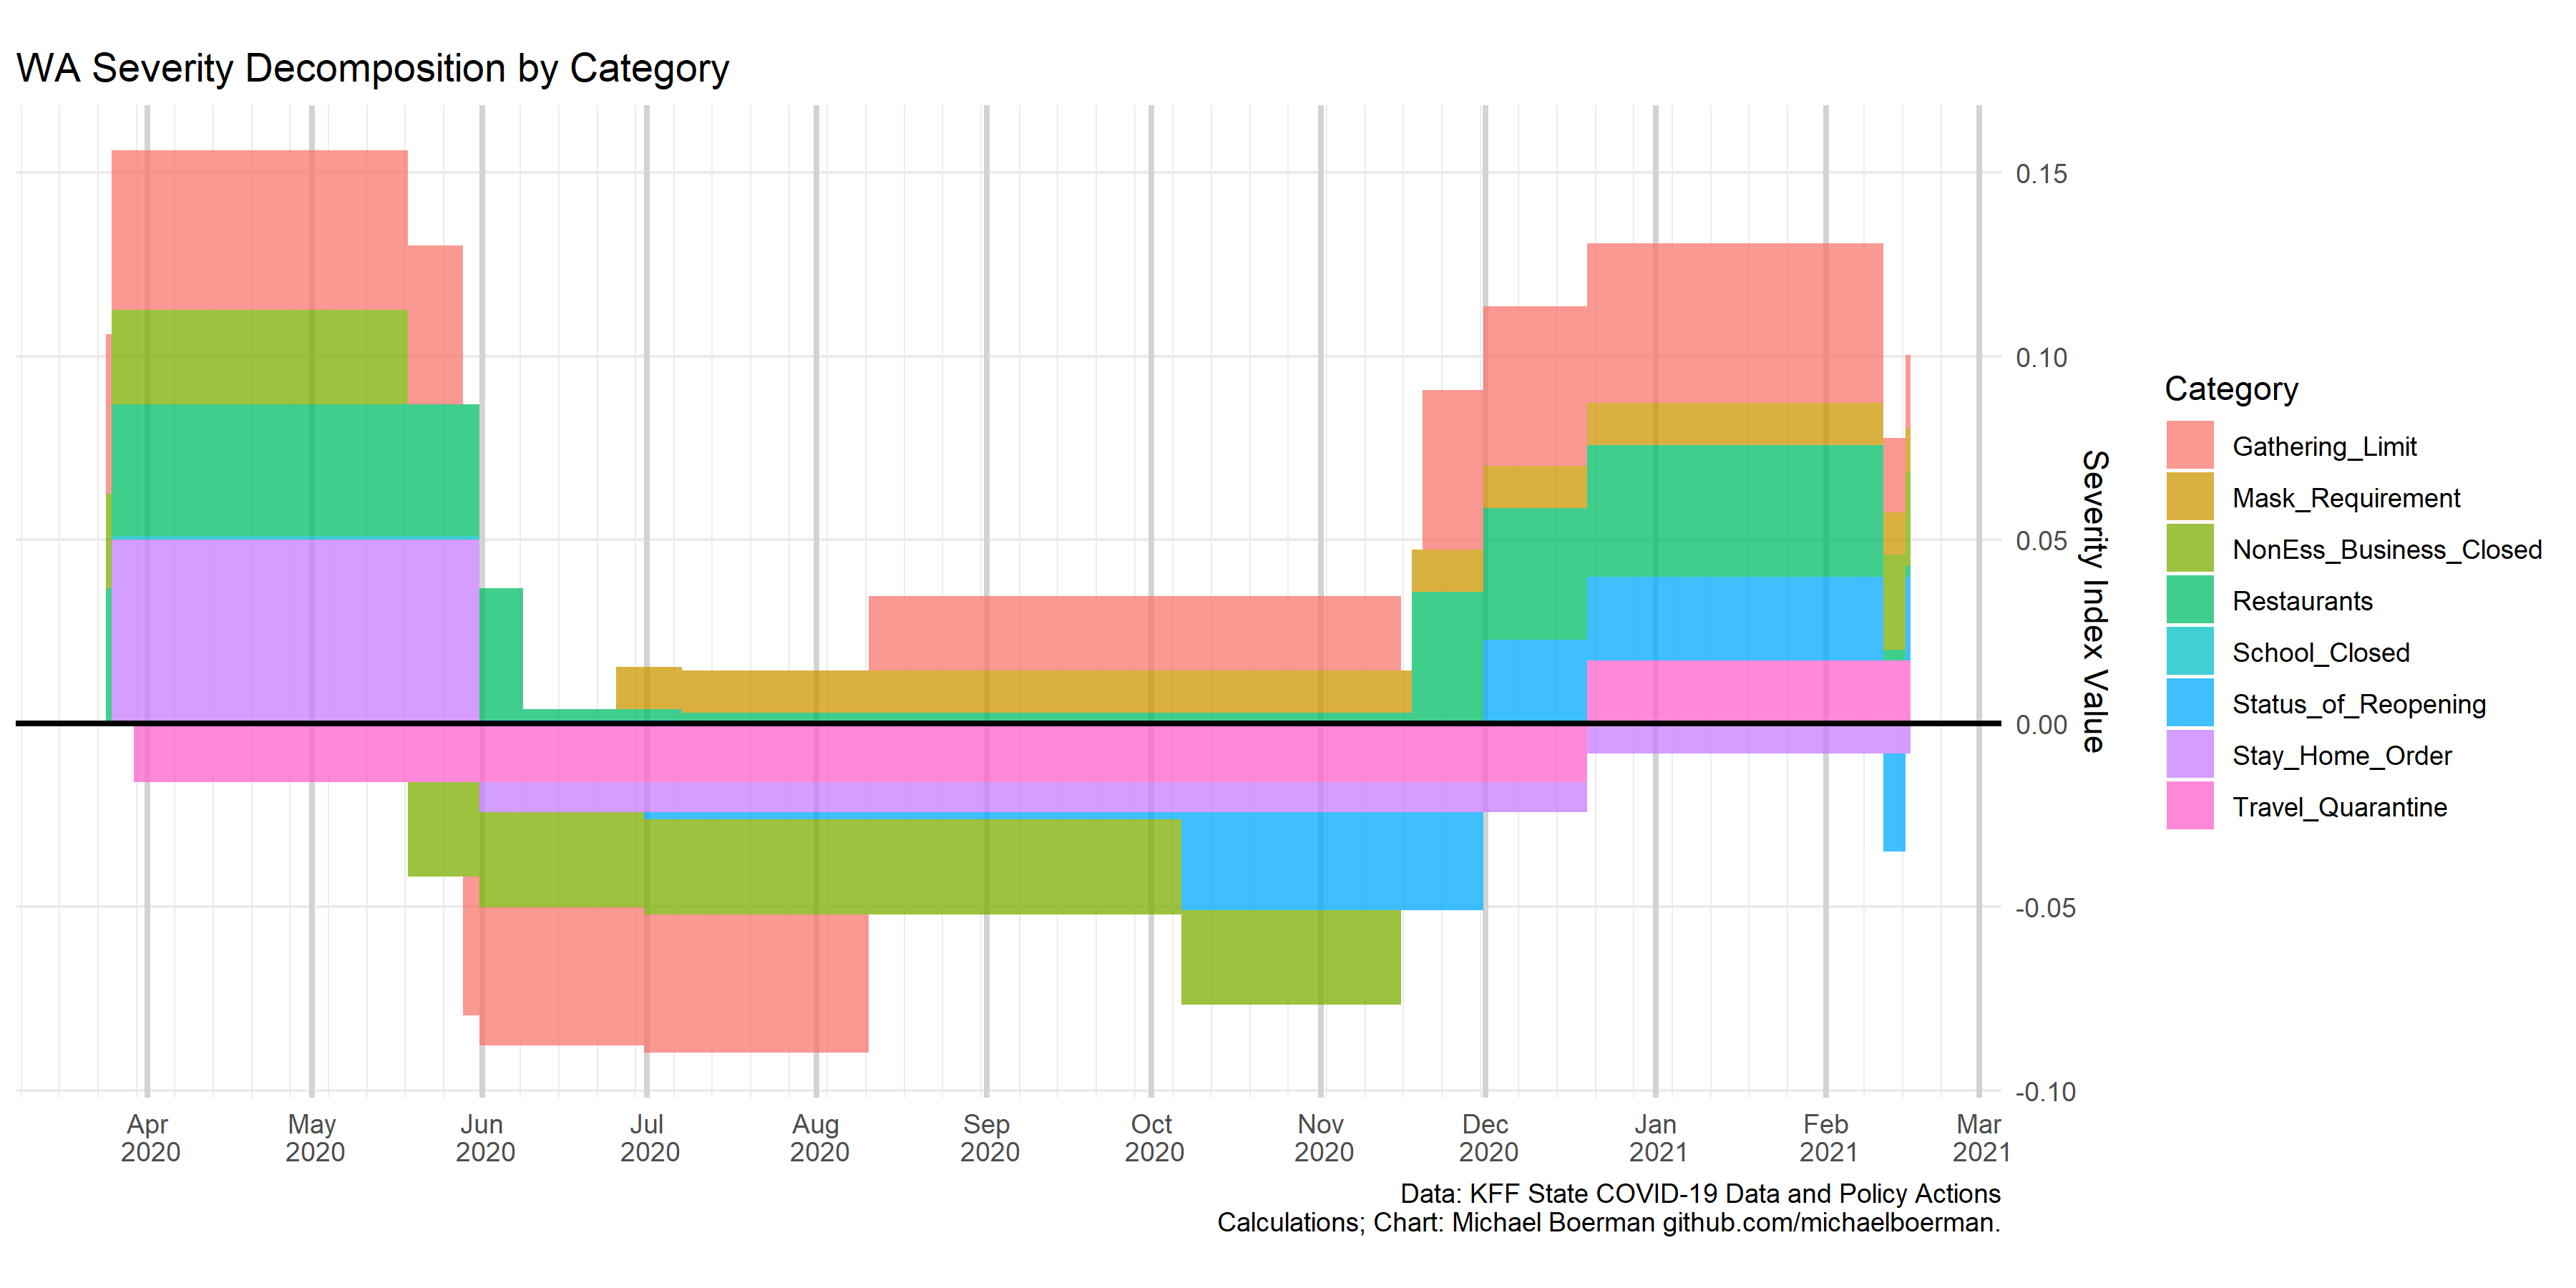 WA Severity Decomposition by Category
0.15
0.10
0.05
0.00
-0.05
-0.10
Severity Index Value
Category
Gathering_Limit
Mask_Requirement
NonEss_Business_Closed
Restaurants
School_Closed
Status_of_Reopening
Stay_Home_Order
Travel_Quarantine
Apr 2020
May 2020
Jun 2020
Jul 2020
Aug 2020
Sep 2020
Oct 2020
Nov 2020
Dec 2020
Jan 2021
Feb 2021
Mar 2021
Data: KFF State COVID-19 Data and Policy Actions
Calculations; Chart: Michael Boerman github.com/michaelboerman.